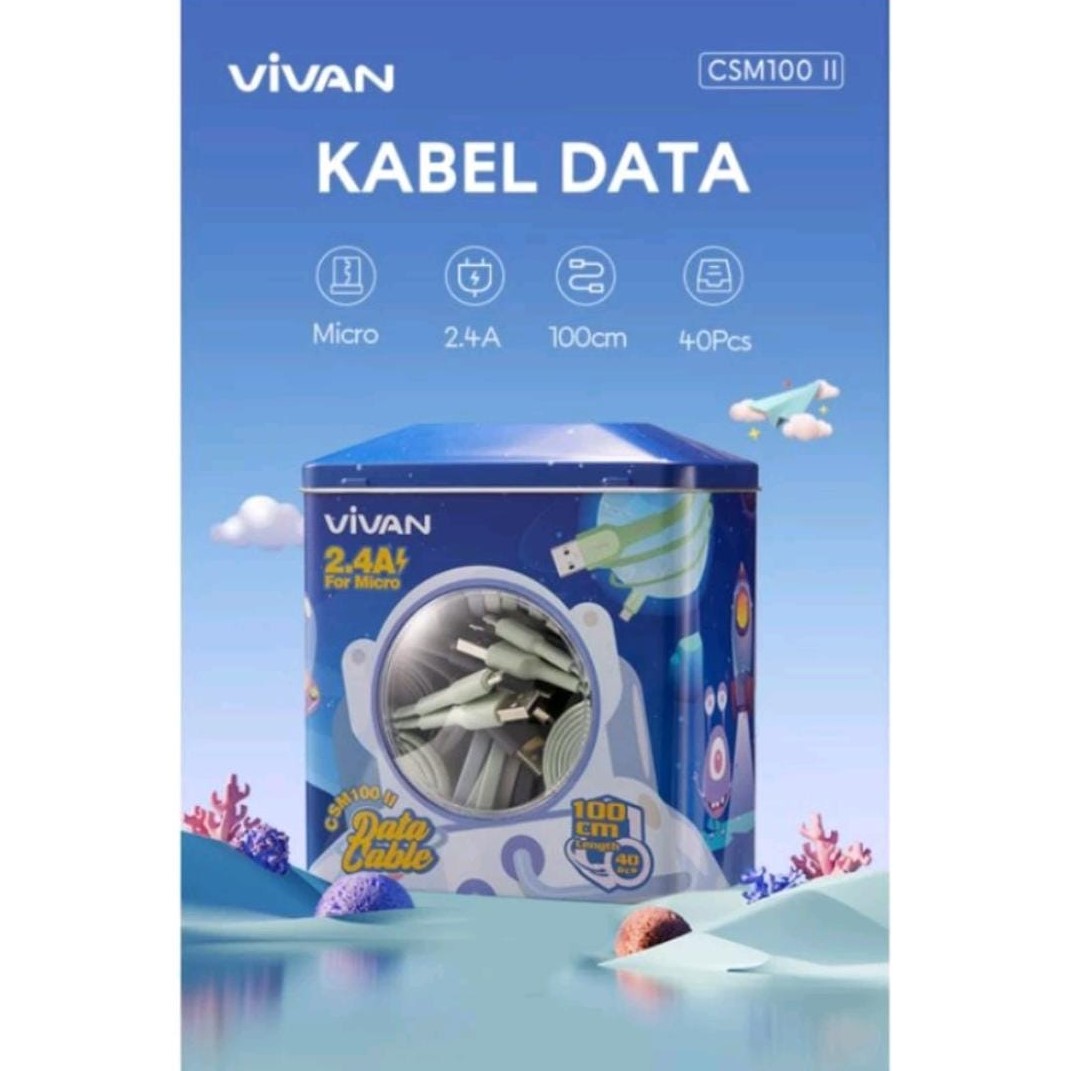 ViVAN
CSM100 II
KABEL DATA
Micro
2.4A
100cm
40Pcs
ViVAN
2.4A
For Micro
CSM100 II
Data
Cable
100
cm
Length
40
PCS